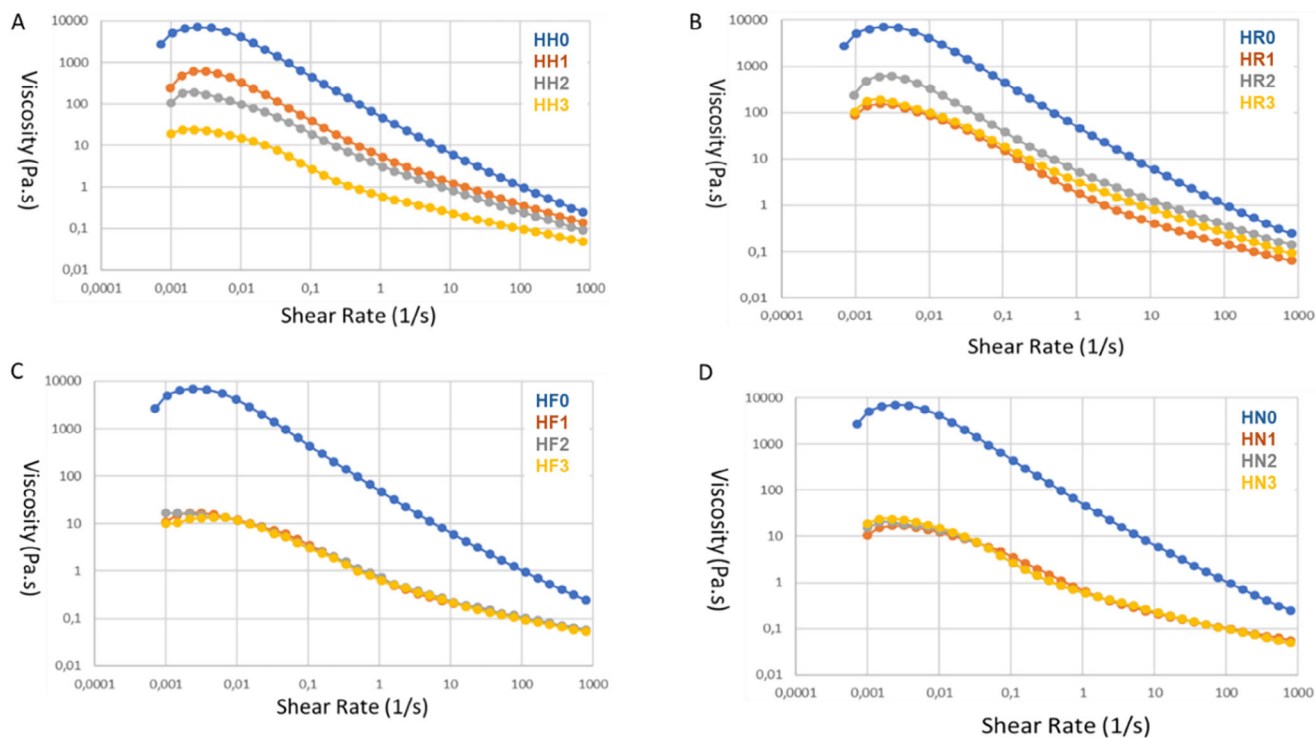 A
Viscosity (Pa.s)
10000
1000
100
10
1
0,1
0,01
0,0001 0,001 0,01 0,1 1 10 100 1000
Shear Rate (1/s)
HH0
HH1
HH2
HH3
B
Viscosity (Pa.s)
10000
1000
100
10
1
0,1
0,01
0,0001 0,001 0,01 0,1 1 10 100 1000
Shear Rate (1/s)
HR0
HR1
HR2
HR3
C
Viscosity (Pa.s)
10000
1000
100
10
1
0,1
0,01
0,0001 0,001 0,01 0,1 1 10 100 1000
Shear Rate (1/s)
HF0
HF1
HF2
HF3
D
Viscosity (Pa.s)
10000
1000
100
10
1
0,1
0,01
0,0001 0,001 0,01 0,1 1 10 100 1000
Shear Rate (1/s)
HN0
HN1
HN2
HN3